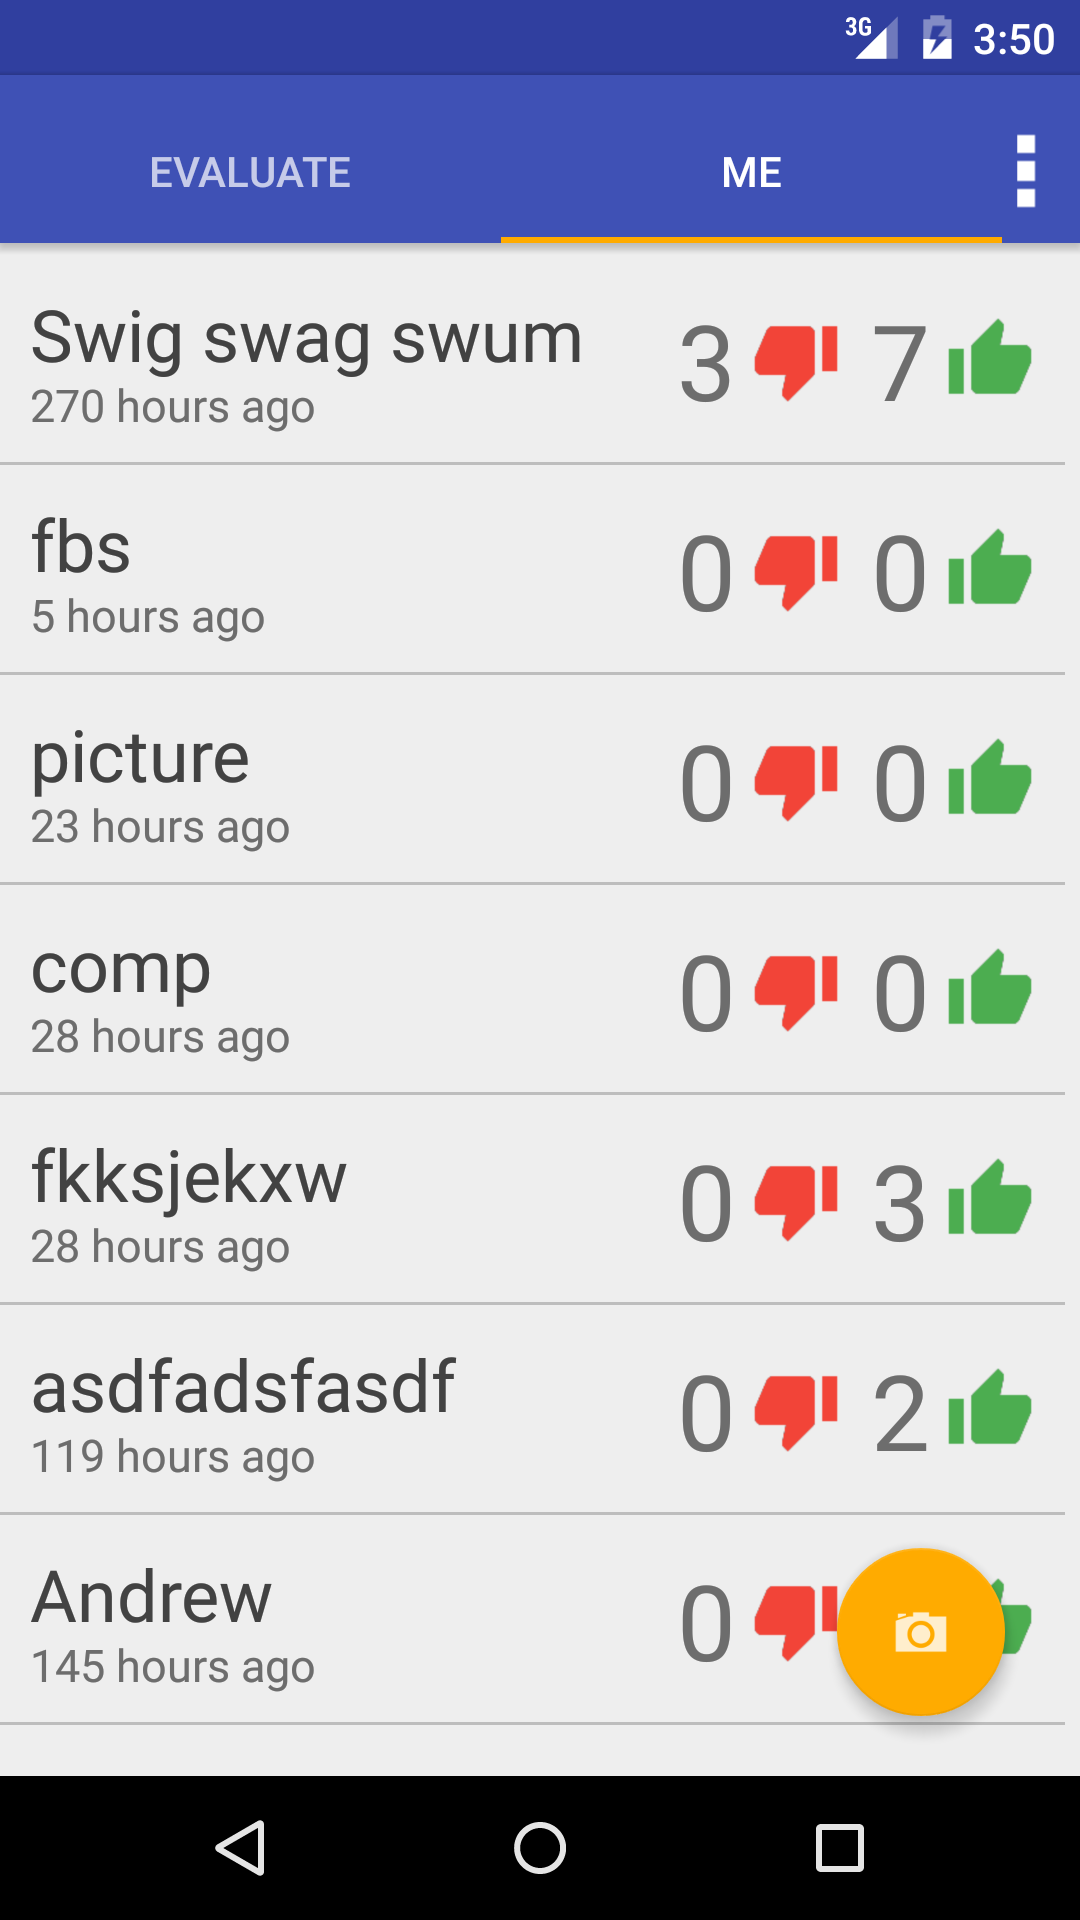 3G 3:50
EVALUATE ME
Swig swag swum 3 7
270 hours ago
fbs 0 0
5 hours ago
picture 0 0
23 hours ago
comp 0 0
28 hours ago
fkksjekxw 0 3
28 hours ago
asdfadsfasdf 0 2
119 hours ago
Andrew 0
145 hours ago